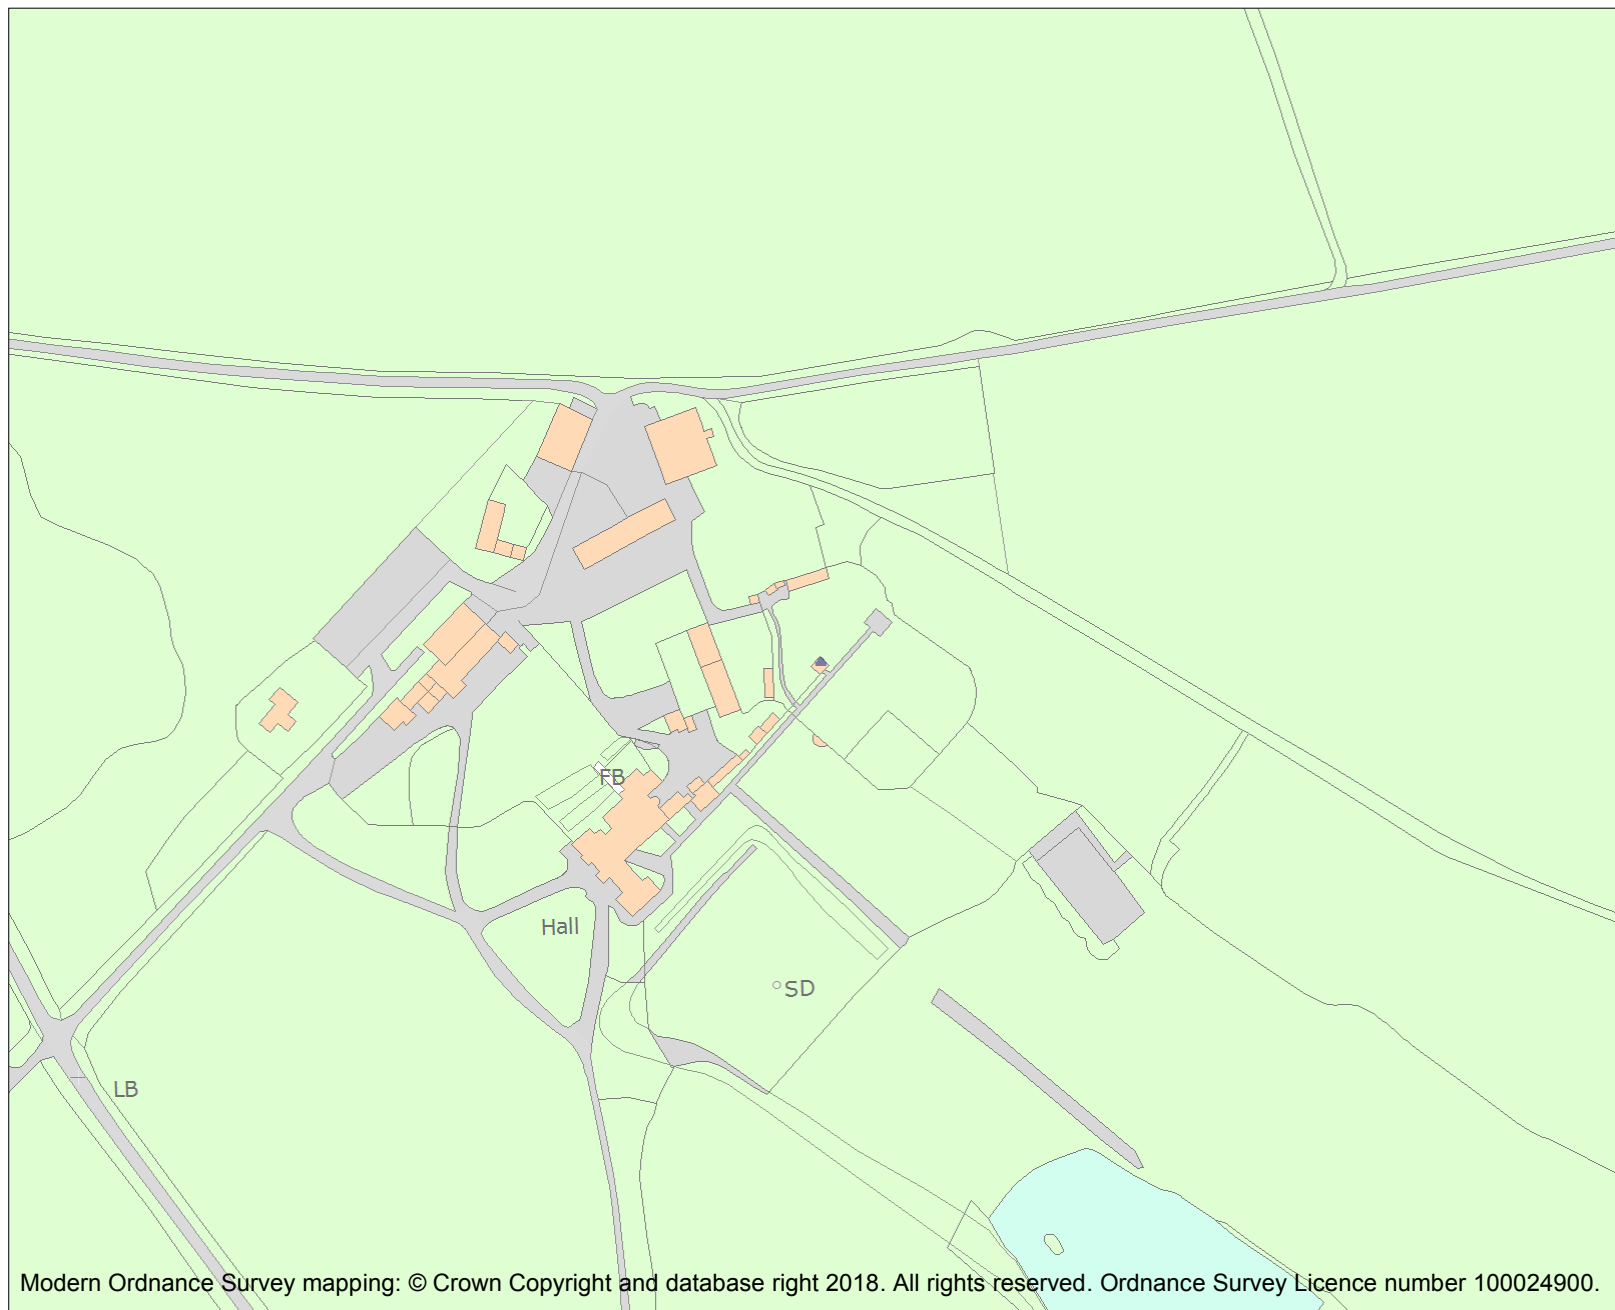 FB
Hall
SD
LB
Modern Ordnance Survey mapping: © Crown Copyright and database right 2018. All rights reserved. Ordnance Survey Licence number 100024900.